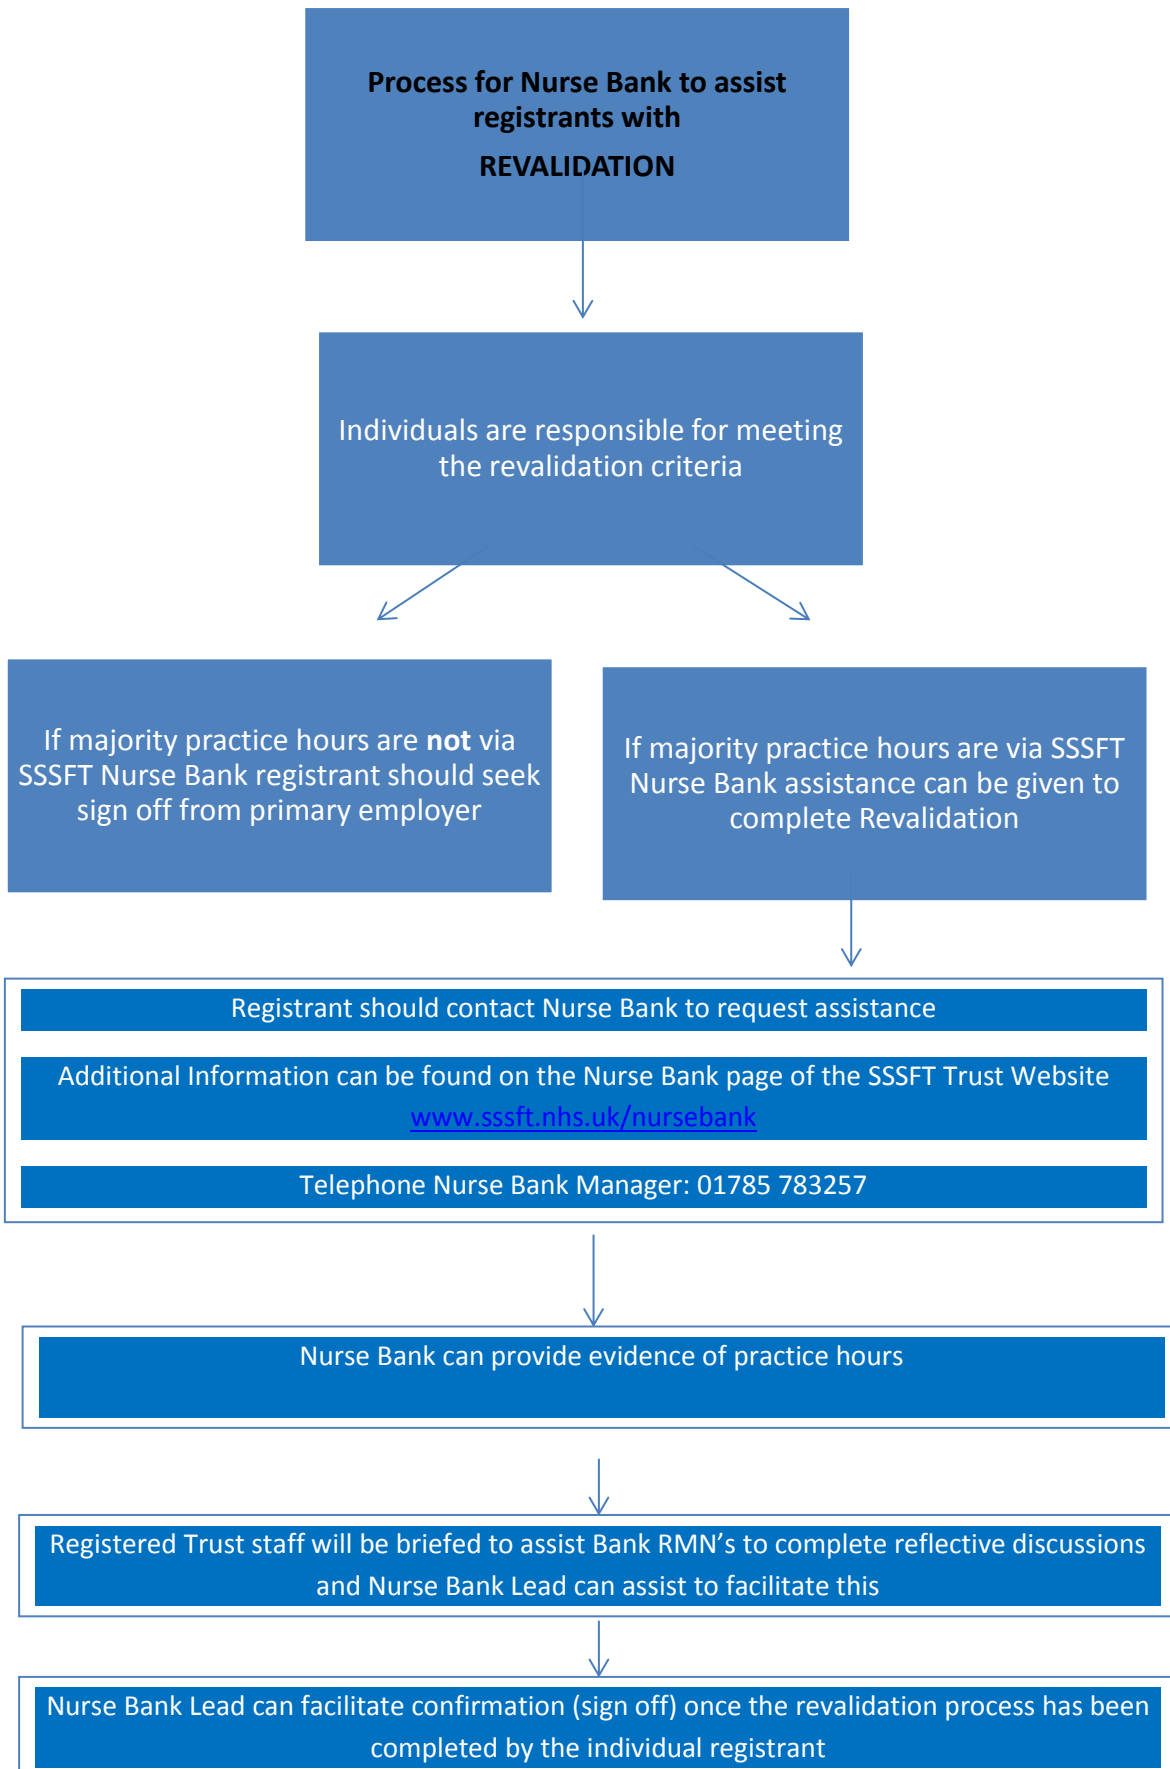 Process for Nurse Bank to assist
registrants with
REVALIDATION
Individuals are responsible for meeting
the revalidation criteria
If majority practice hours are not via
SSSFT Nurse Bank registrant should seek
sign off from primary employer
If majority practice hours are via SSSFT
Nurse Bank assistance can be given to
complete Revalidation
Registrant should contact Nurse Bank to request assistance
Additional Information can be found on the Nurse Bank page of the SSSFT Trust Website
www.sssft.nhs.uk/nursebank
Telephone Nurse Bank Manager: 01785 783257
Nurse Bank can provide evidence of practice hours
Registered Trust staff will be briefed to assist Bank RMN’s to complete reflective discussions
and Nurse Bank Lead can assist to facilitate this
Nurse Bank Lead can facilitate confirmation (sign off) once the revalidation process has been
completed by the individual registrant